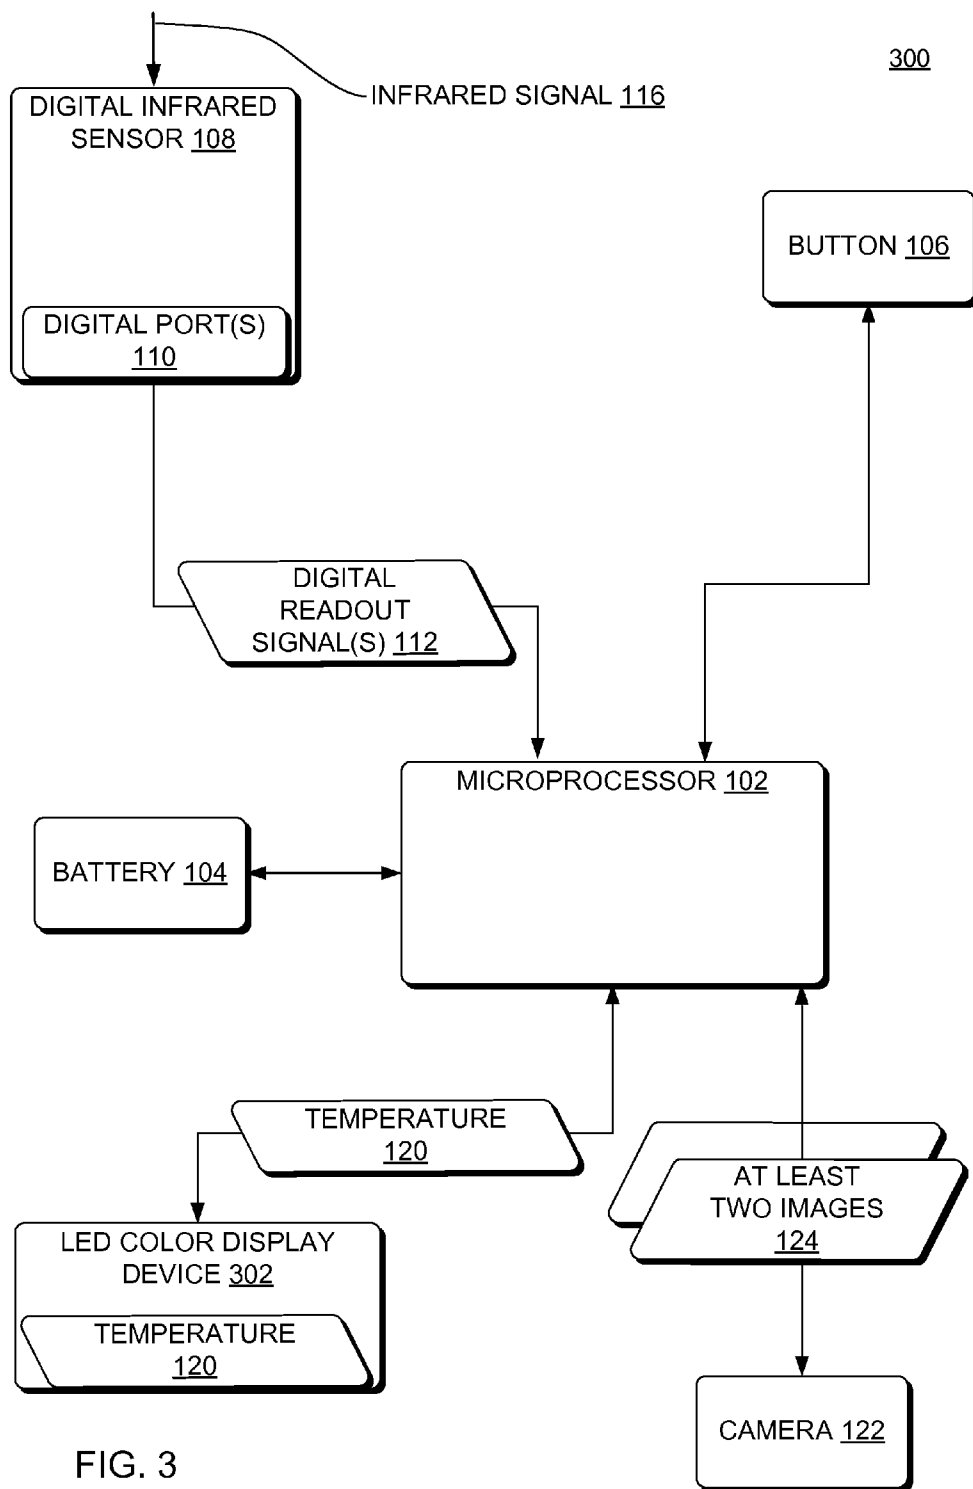 300
INFRARED SIGNAL 116
DIGITAL INFRARED
SENSOR 108
BUTTON 106
DIGITAL PORT(S)
110
DIGITAL
READOUT
SIGNAL(S) 112
MICROPROCESSOR 102
BATTERY 104
TEMPERATURE
120
AT LEAST
TWO IMAGES
124
LED COLOR DISPLAY
DEVICE 302
TEMPERATURE
120
CAMERA 122
FIG. 3